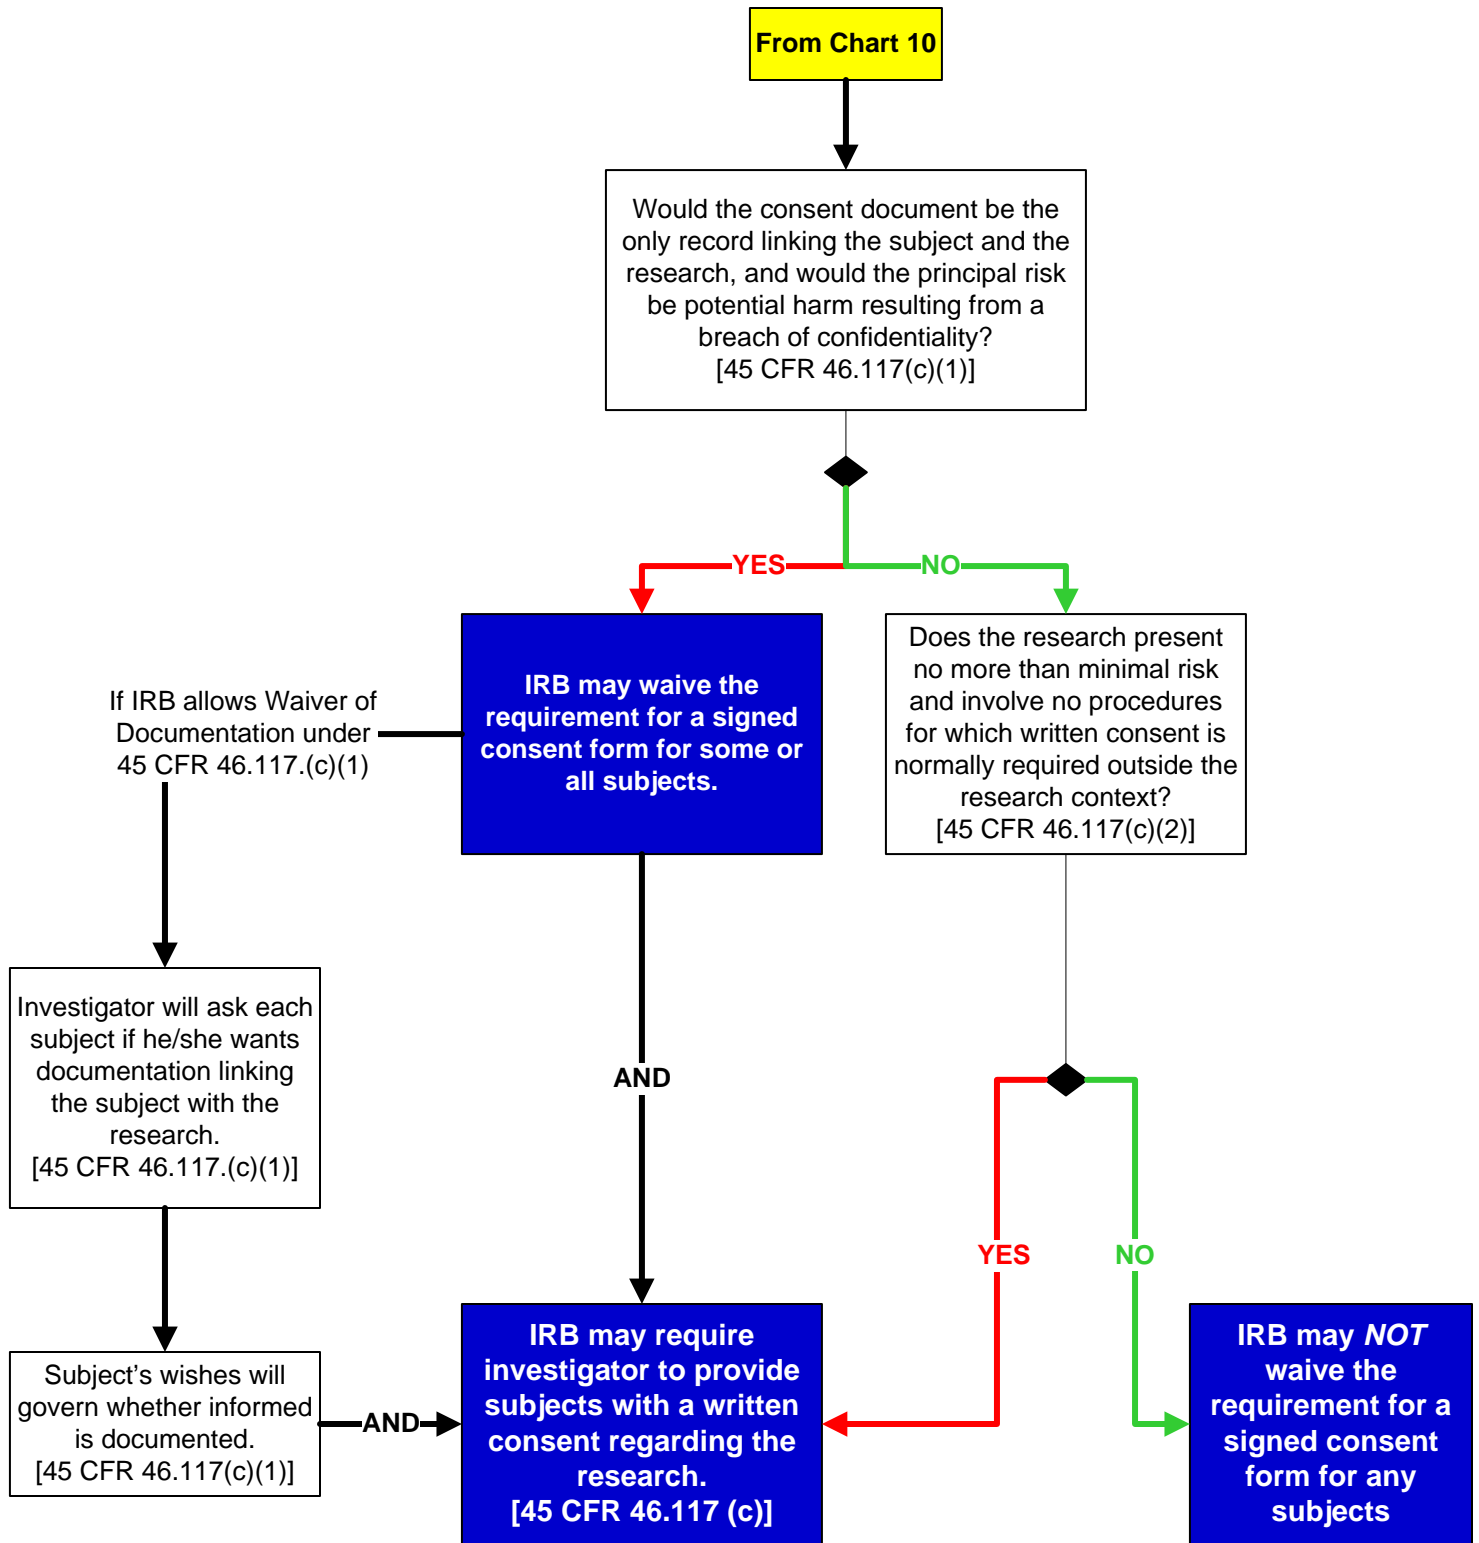 From Chart 10
Would the consent document be the
only record linking the subject and the
research, and would the principal risk
be potential harm resulting from a
breach of confidentiality?
[45 CFR 46.117(c)(1)]
YES
NO
IRB may waive the
requirement for a signed
consent form for some or
all subjects.
Does the research present
no more than minimal risk
and involve no procedures
for which written consent is
normally required outside the
research context?
[45 CFR 46.117(c)(2)]
If IRB allows Waiver of
Documentation under
45 CFR 46.117.(c)(1)
Investigator will ask each
subject if he/she wants
documentation linking
the subject with the
research.
[45 CFR 46.117.(c)(1)]
AND
YES
NO
Subject's wishes will
govern whether informed
is documented.
[45 CFR 46.117(c)(1)]
AND
IRB may require
investigator to provide
subjects with a written
consent regarding the
research.
[45 CFR 46.117 (c)]
IRB may NOT
waive the
requirement for a
signed consent
form for any
subjects